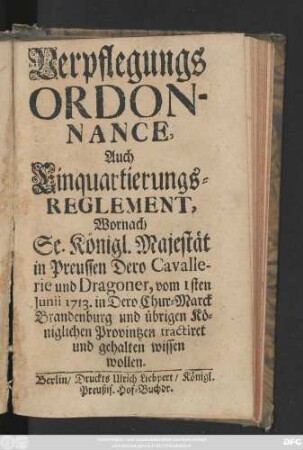 Verpflegungs
ORDON-
NANCE,
Auch
Einquartierungs-
REGLEMENT,
Wornach
Se. Königl. Majestät
in Preussen Dero Cavalle-
rie und Dragoner, vom 1sten
Junii 1713. in Dero Chur-Marck
Brandenburg und übrigen Kö-
niglichen Provintzen tractiret
und gehalten wissen
wollen.
Berlin/ Druckts Ulrich Liebpert/ Königl.
Preußis. Hof-Buchdr.